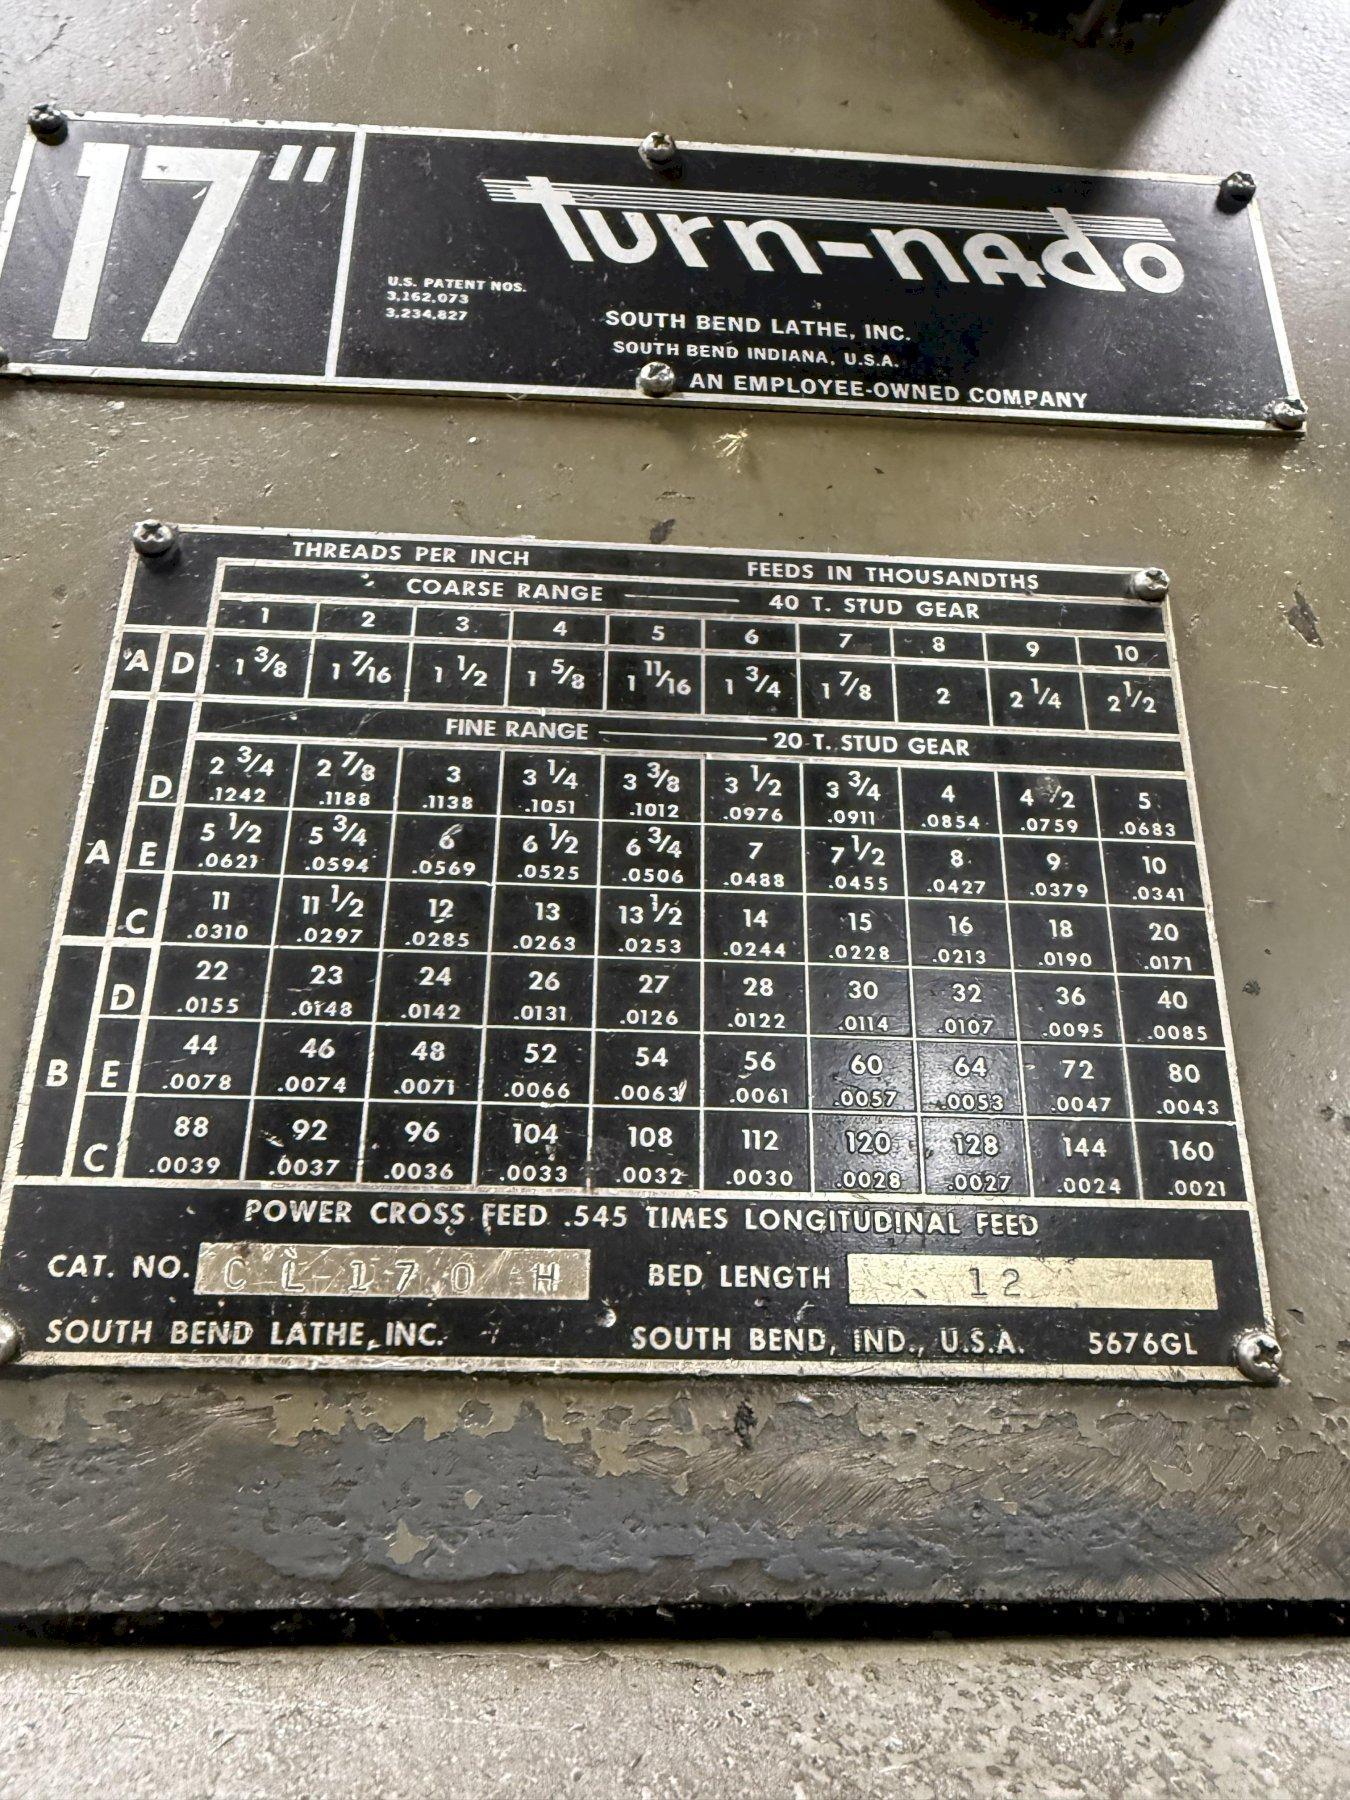 17"
turn-nado
U.S. PATENT NOS.
3,162,073
3,234,827
SOUTH BEND LATHE, INC.
SOUTH BEND INDIANA, U.S.A.
AN EMPLOYEE-OWNED COMPANY
THREADS PER INCH FEEDS IN THOUSANDTHS
COARSE RANGE 40 T. STUD GEAR
1 2 3 4 5 6 7 8 9 10
A D 1 3/8 1 7/16 1 1/2 1 5/8 1 11/16 1 3/4 1 7/8 2 2 1/4 2 1/2
FINE RANGE 20 T. STUD GEAR
D 2 3/4 2 7/8 3 3 1/4 3 3/8 3 1/2 3 3/4 4 4 1/2 5
.1242 .1188 .1138 .1051 .1012 .0976 .0911 .0854 .0759 .0683
A E 5 1/2 5 3/4 6 6 1/2 6 3/4 7 7 1/2 8 9 10
.0621 .0594 .0569 .0525 .0506 .0488 .0455 .0427 .0379 .0341
C 11 11 1/2 12 13 13 1/2 14 15 16 18 20
.0310 .0297 .0285 .0263 .0253 .0244 .0228 .0213 .0190 .0171
D 22 23 24 26 27 28 30 32 36 40
.0155 .0148 .0142 .0131 .0126 .0122 .0114 .0107 .0095 .0085
B E 44 46 48 52 54 56 60 64 72 80
.0078 .0074 .0071 .0066 .0063 .0061 .0057 .0053 .0047 .0043
C 88 92 96 104 108 112 120 128 144 160
.0039 .0037 .0036 .0033 .0032 .0030 .0028 .0027 .0024 .0021
POWER CROSS FEED .545 TIMES LONGITUDINAL FEED
CAT. NO. CL 170 H BED LENGTH 12
SOUTH BEND LATHE, INC. SOUTH BEND, IND., U.S.A. 5676GL